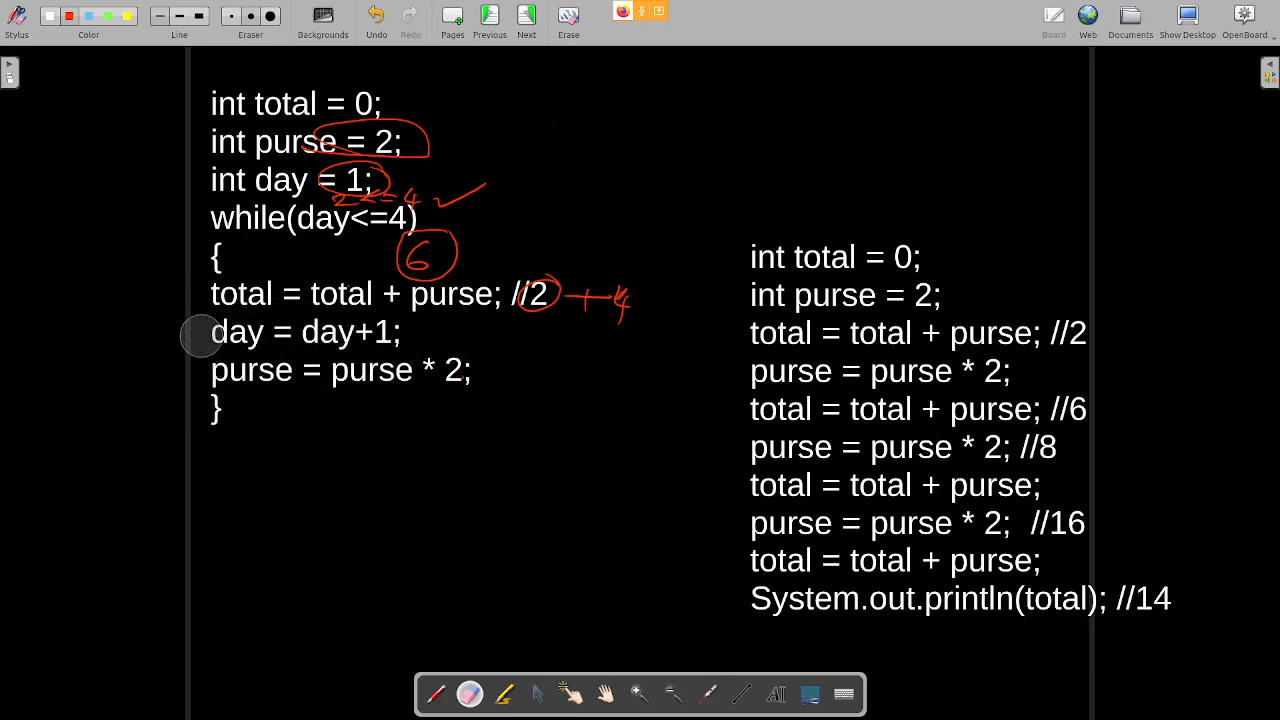 Stylus
Color
Line
Eraser
Backgrounds
Undo
Redo
Pages
Previous
Next
Erase
Board
Web
Documents
Show Desktop
OpenBoard
int total = 0;
int purse = 2;
int day = 1;
2 <= 4
while(day<=4)
{
6
total = total + purse; //2 + 4
day = day+1;
purse = purse * 2;
}
int total = 0;
int purse = 2;
total = total + purse; //2
purse = purse * 2;
total = total + purse; //6
purse = purse * 2; //8
total = total + purse;
purse = purse * 2; //16
total = total + purse;
System.out.println(total); //14
AI